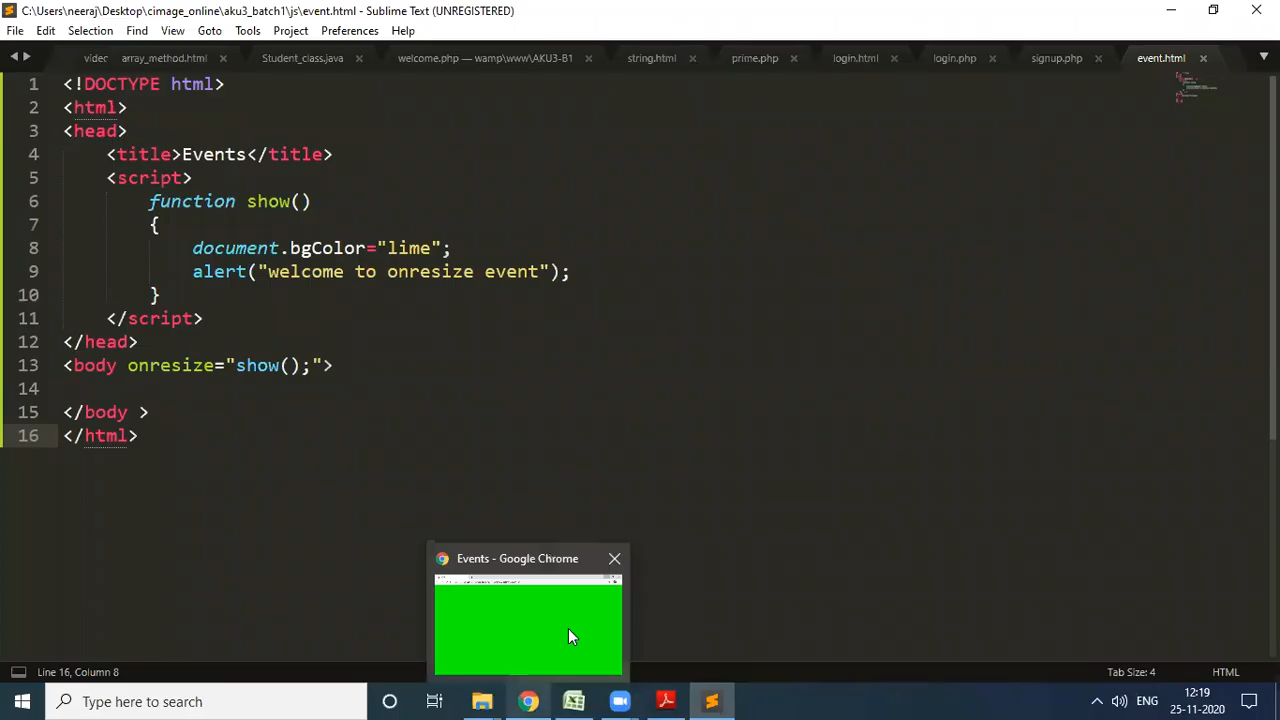 C:\Users\neeraj\Desktop\cimage_online\aku3_batch1\js\event.html - Sublime Text (UNREGISTERED)
File Edit Selection Find View Goto Tools Project Preferences Help
videc array_method.html Student_class.java welcome.php — wamp\www\AKU3-B1 string.html prime.php login.html login.php signup.php event.html
1 <!DOCTYPE html>
2 <html>
3 <head>
4 <title>Events</title>
5 <script>
6 function show()
7 {
8 document.bgColor="lime";
9 alert("welcome to onresize event");
10 }
11 </script>
12 </head>
13 <body onresize="show();">
14
15 </body >
16 </html>
Events - Google Chrome
Line 16, Column 8 Tab Size: 4 HTML
Type here to search ENG 12:19
25-11-2020